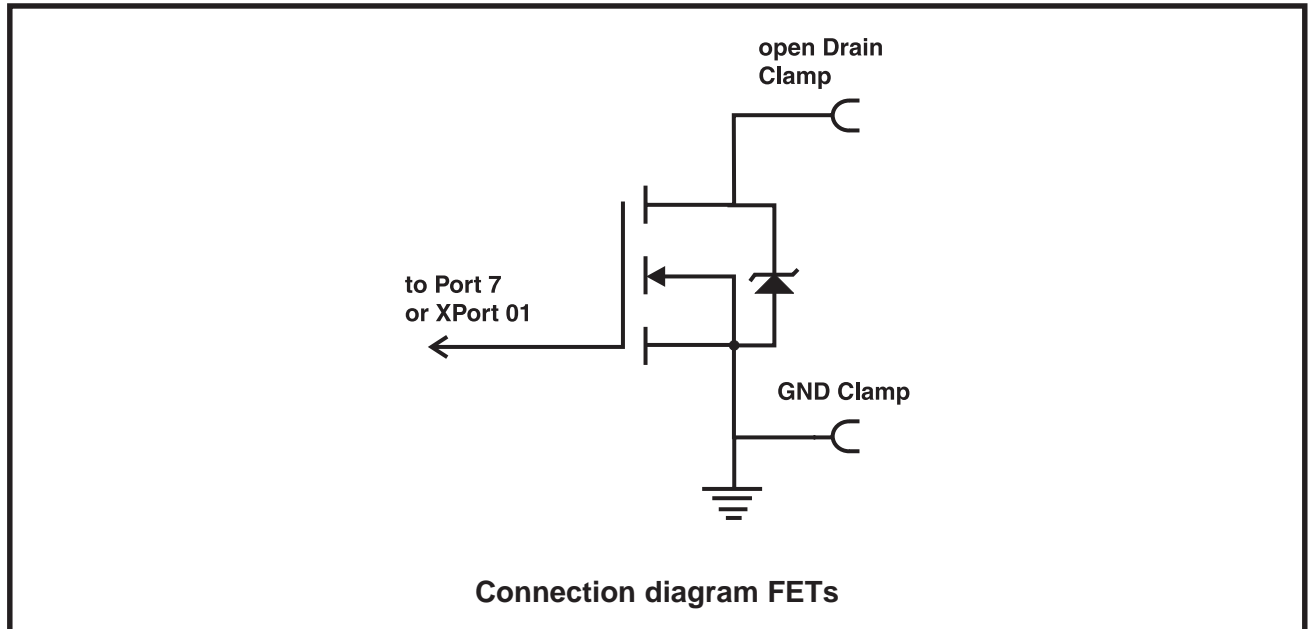 open Drain
Clamp
to Port 7
or XPort 01
GND Clamp
Connection diagram FETs